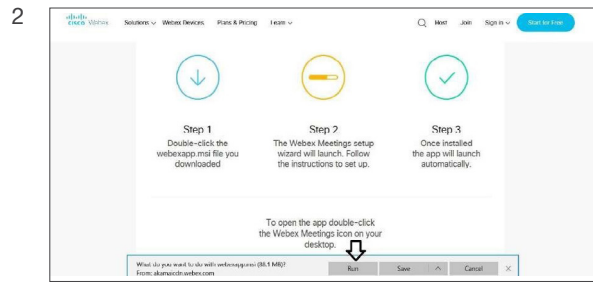 2
CISCO Webex Solutions Webex Devices Plans & Pricing Learn Host Join Sign in Start for Free
Step 1
Double-click the
webexapp.msi file you
downloaded
Step 2
The Webex Meetings setup
wizard will launch. Follow
the instructions to set up.
Step 3
Once installed
the app will launch
automatically.
To open the app double-click
the Webex Meetings icon on your
desktop.
What do you want to do with webexapp.msi (88.1 MB)?
From: akamaicdn.webex.com
Run Save Cancel